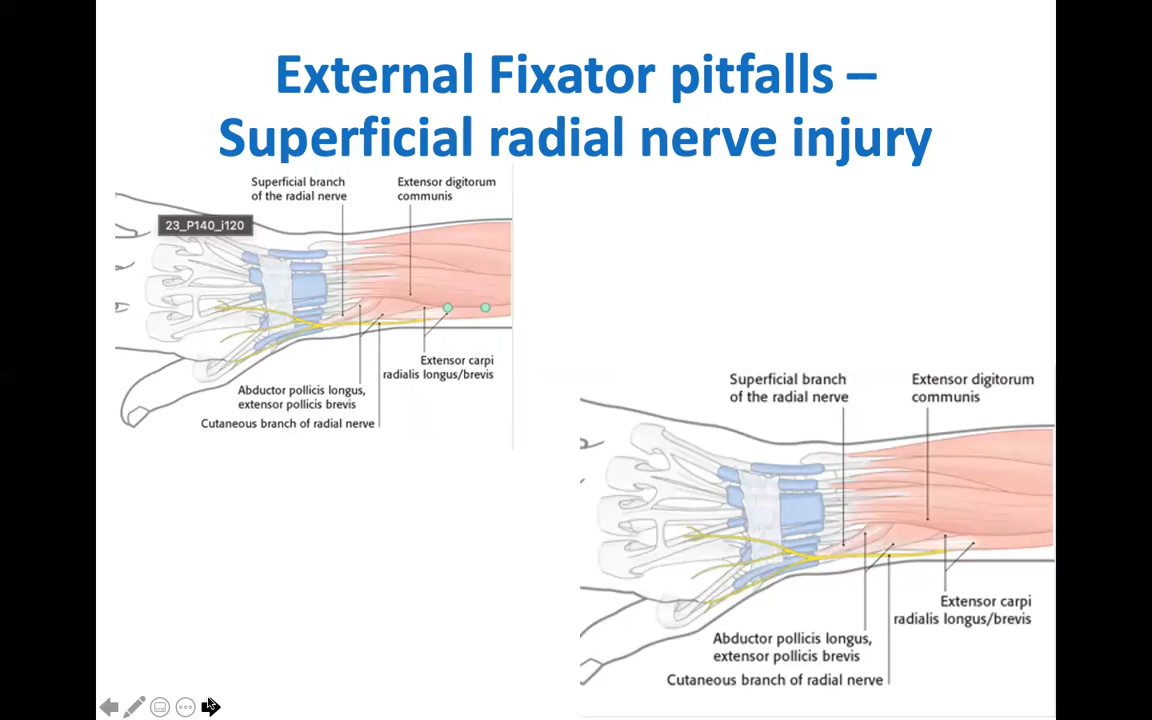 External Fixator pitfalls –
Superficial radial nerve injury
Superficial branch
of the radial nerve
Extensor digitorum
communis
23_P140_i120
Extensor carpi
radialis longus/brevis
Abductor pollicis longus,
extensor pollicis brevis
Cutaneous branch of radial nerve
Superficial branch
of the radial nerve
Extensor digitorum
communis
Extensor carpi
radialis longus/brevis
Abductor pollicis longus,
extensor pollicis brevis
Cutaneous branch of radial nerve